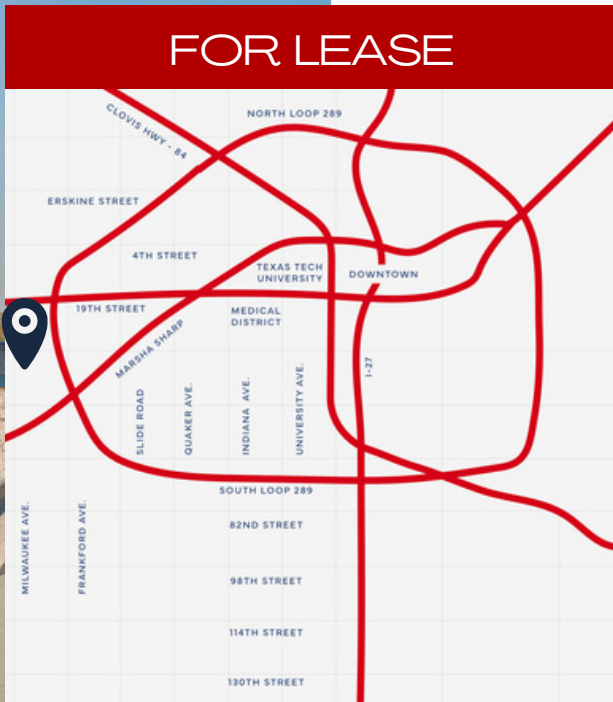 FOR LEASE
CLOVIS HWY - 84
NORTH LOOP 289
ERSKINE STREET
4TH STREET
TEXAS TECH
UNIVERSITY
DOWNTOWN
19TH STREET
MEDICAL
DISTRICT
MARSHA SHARP
I-27
SLIDE ROAD
QUAKER AVE.
INDIANA AVE.
UNIVERSITY AVE.
SOUTH LOOP 289
MILWAUKEE AVE.
FRANKFORD AVE.
82ND STREET
98TH STREET
114TH STREET
130TH STREET